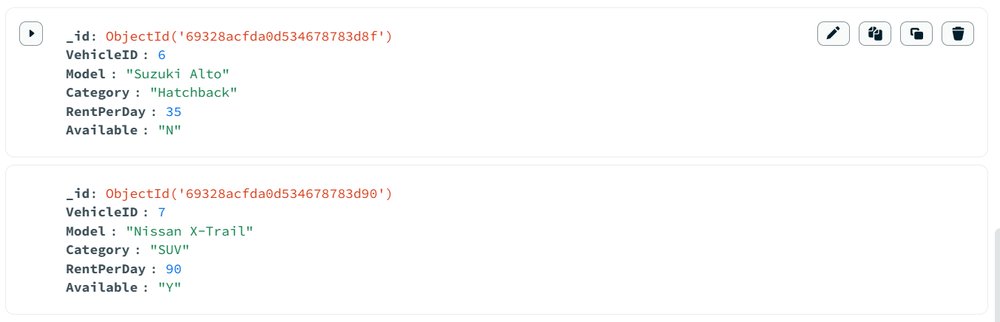 _id: ObjectId('69328acfda0d534678783d8f')
VehicleID : 6
Model : "Suzuki Alto"
Category : "Hatchback"
RentPerDay : 35
Available : "N"
_id: ObjectId('69328acfda0d534678783d90')
VehicleID : 7
Model : "Nissan X-Trail"
Category : "SUV"
RentPerDay : 90
Available : "Y"